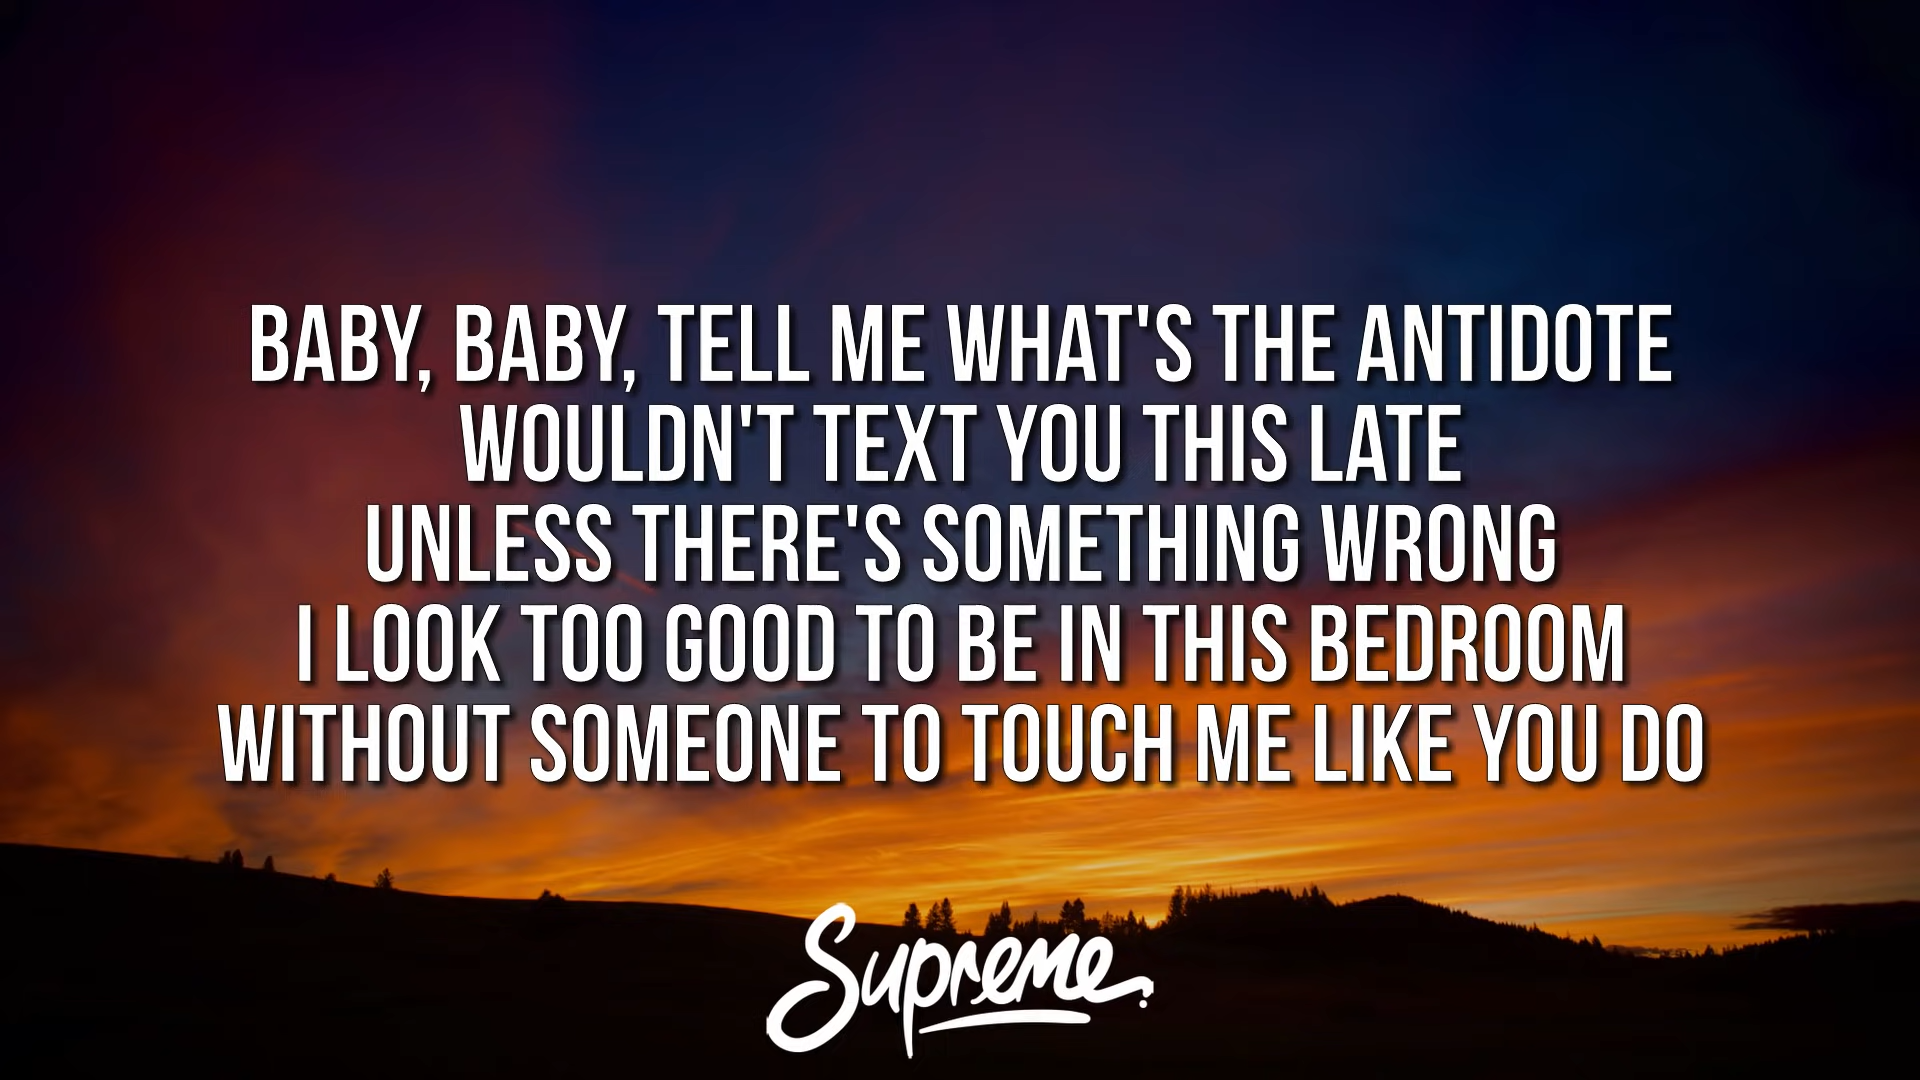 BABY, BABY, TELL ME WHAT'S THE ANTIDOTE
WOULDN'T TEXT YOU THIS LATE
UNLESS THERE'S SOMETHING WRONG
I LOOK TOO GOOD TO BE IN THIS BEDROOM
WITHOUT SOMEONE TO TOUCH ME LIKE YOU DO
Supreme.